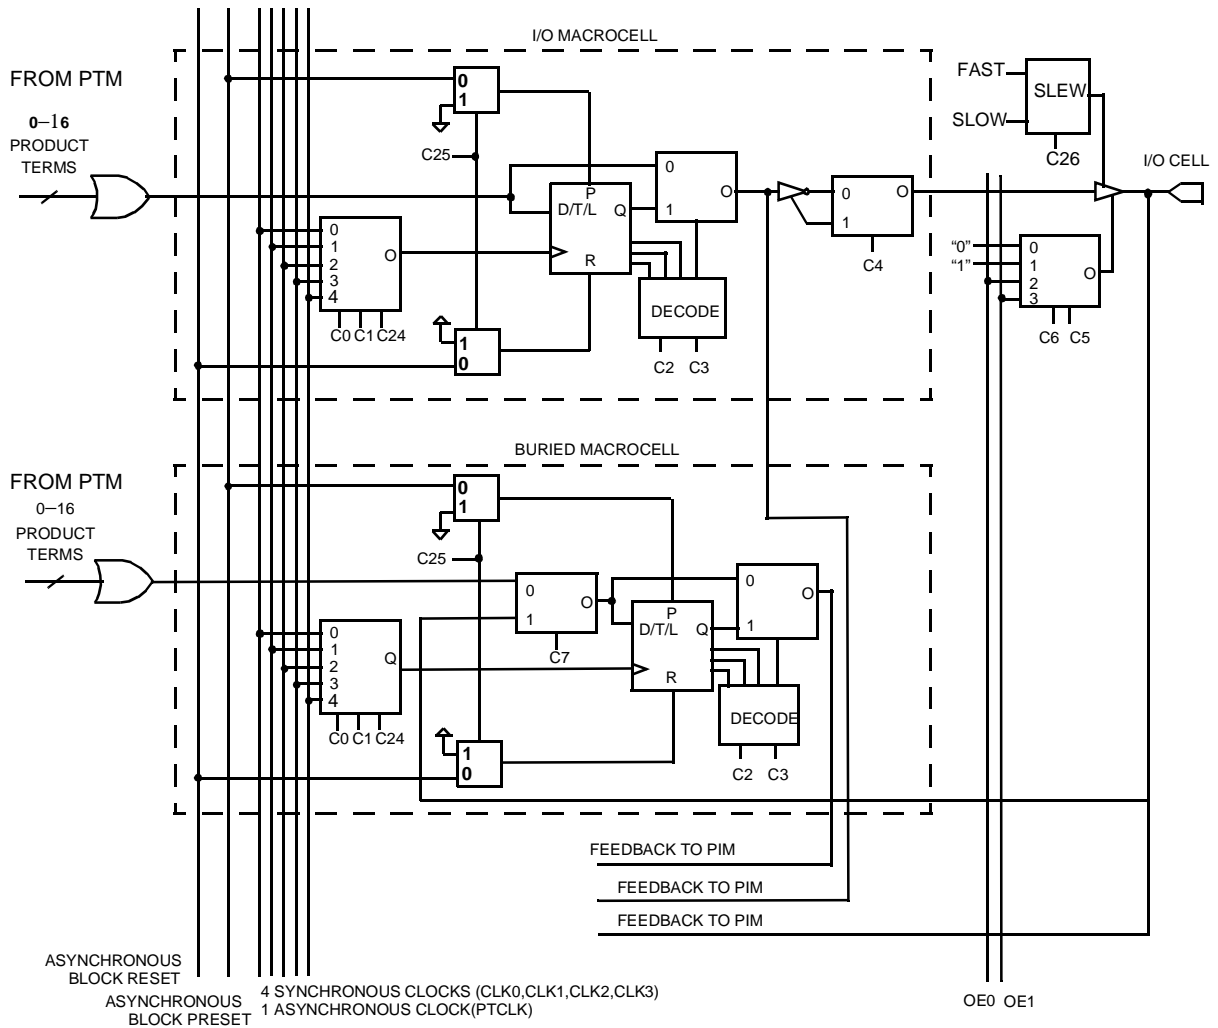 I/O MACROCELL
FROM PTM
0–16
PRODUCT
TERMS
0
1
C25
P
D/T/L
Q
R
0
1
2
3
4
O
C0 C1 C24
1
0
0
1
O
DECODE
C2 C3
0
1
O
C4
FAST
SLOW
SLEW
C26
I/O CELL
"0"
"1"
0
1
2
3
O
C6 C5
BURIED MACROCELL
FROM PTM
0–16
PRODUCT
TERMS
0
1
C25
0
1
O
C7
P
D/T/L
Q
R
0
1
O
0
1
2
3
4
Q
C0 C1 C24
1
0
DECODE
C2 C3
FEEDBACK TO PIM
FEEDBACK TO PIM
FEEDBACK TO PIM
ASYNCHRONOUS
BLOCK RESET
ASYNCHRONOUS
BLOCK PRESET
4 SYNCHRONOUS CLOCKS (CLK0,CLK1,CLK2,CLK3)
1 ASYNCHRONOUS CLOCK(PTCLK)
OE0 OE1